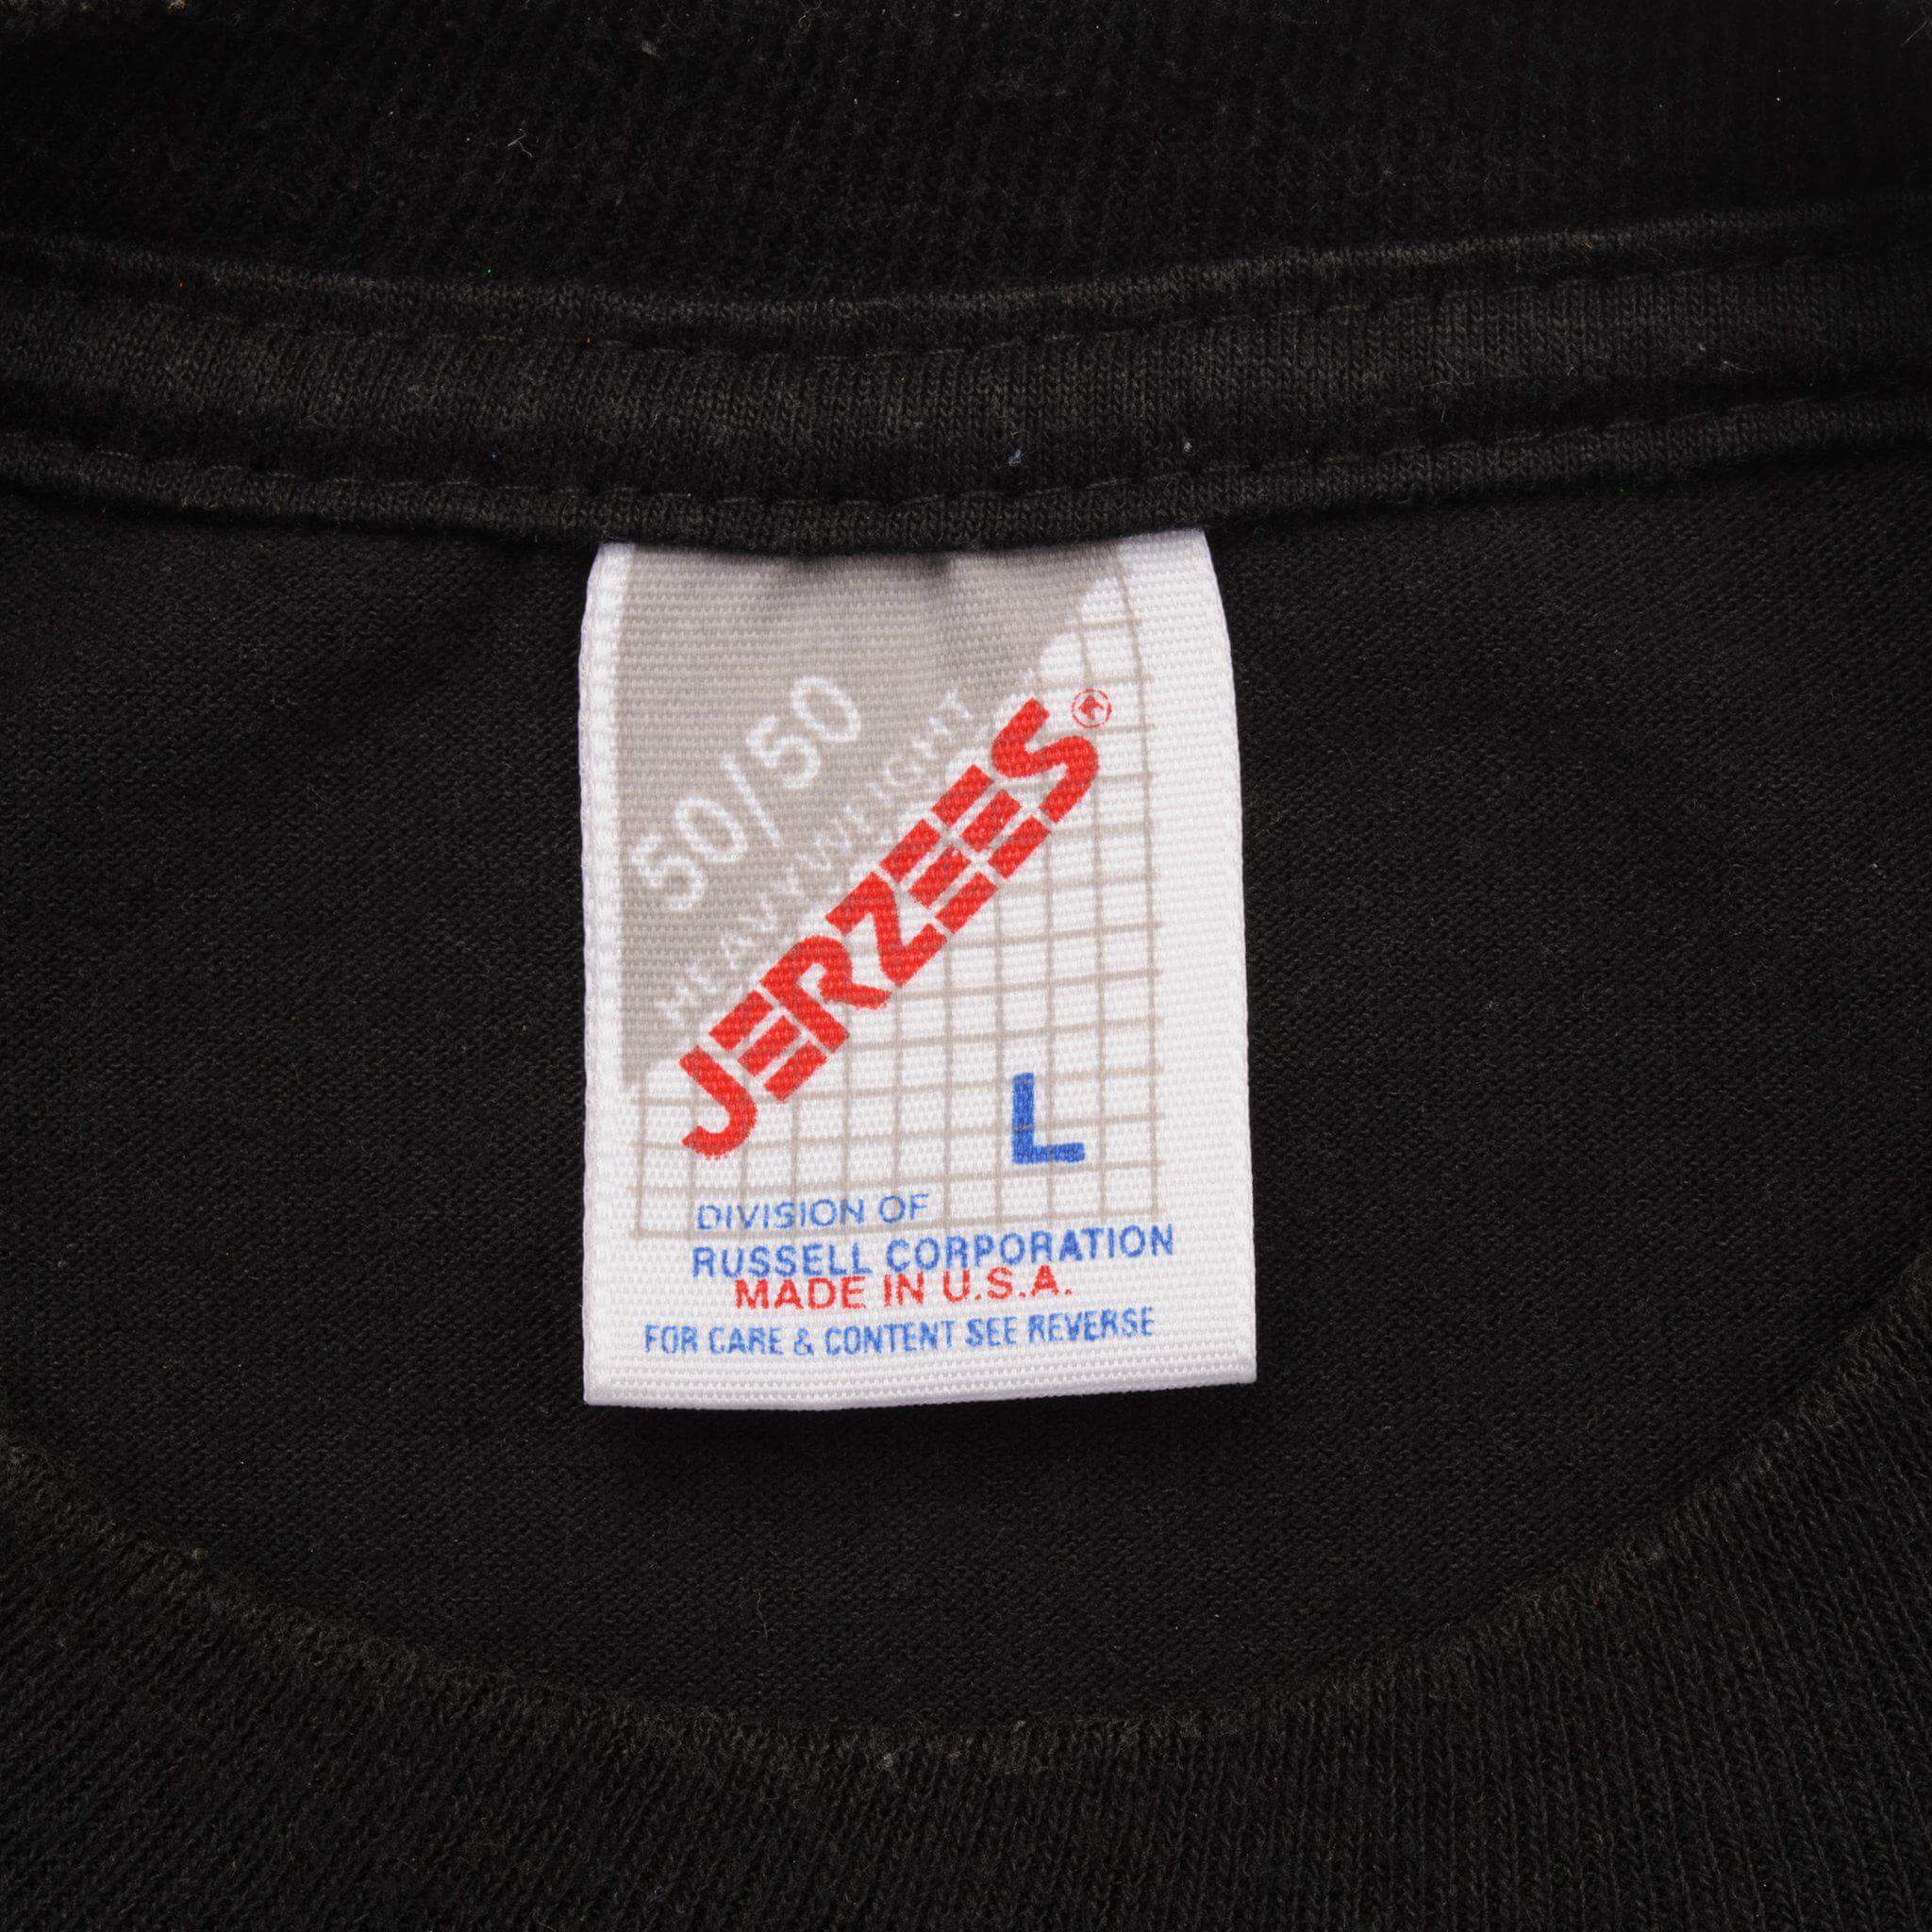 50/50
HEAVYWEIGHT
JERZEES®
L
DIVISION OF
RUSSELL CORPORATION
MADE IN U.S.A.
FOR CARE & CONTENT SEE REVERSE